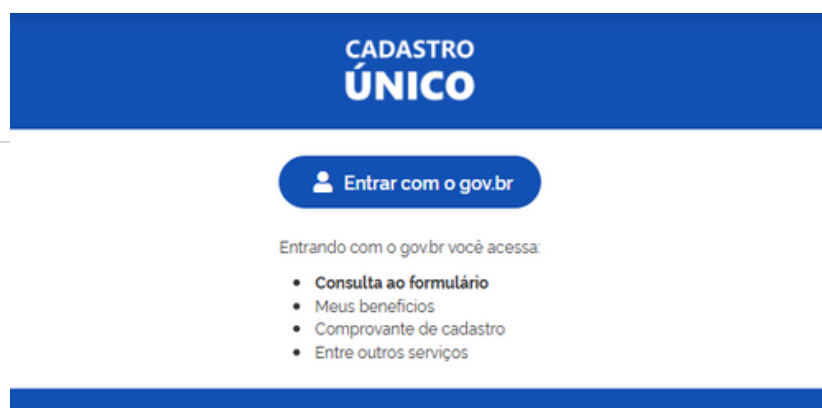 CADASTRO
ÚNICO
Entrar com o gov.br
Entrando com o gov.br você acessa:
Consulta ao formulário
Meus benefícios
Comprovante de cadastro
Entre outros serviços